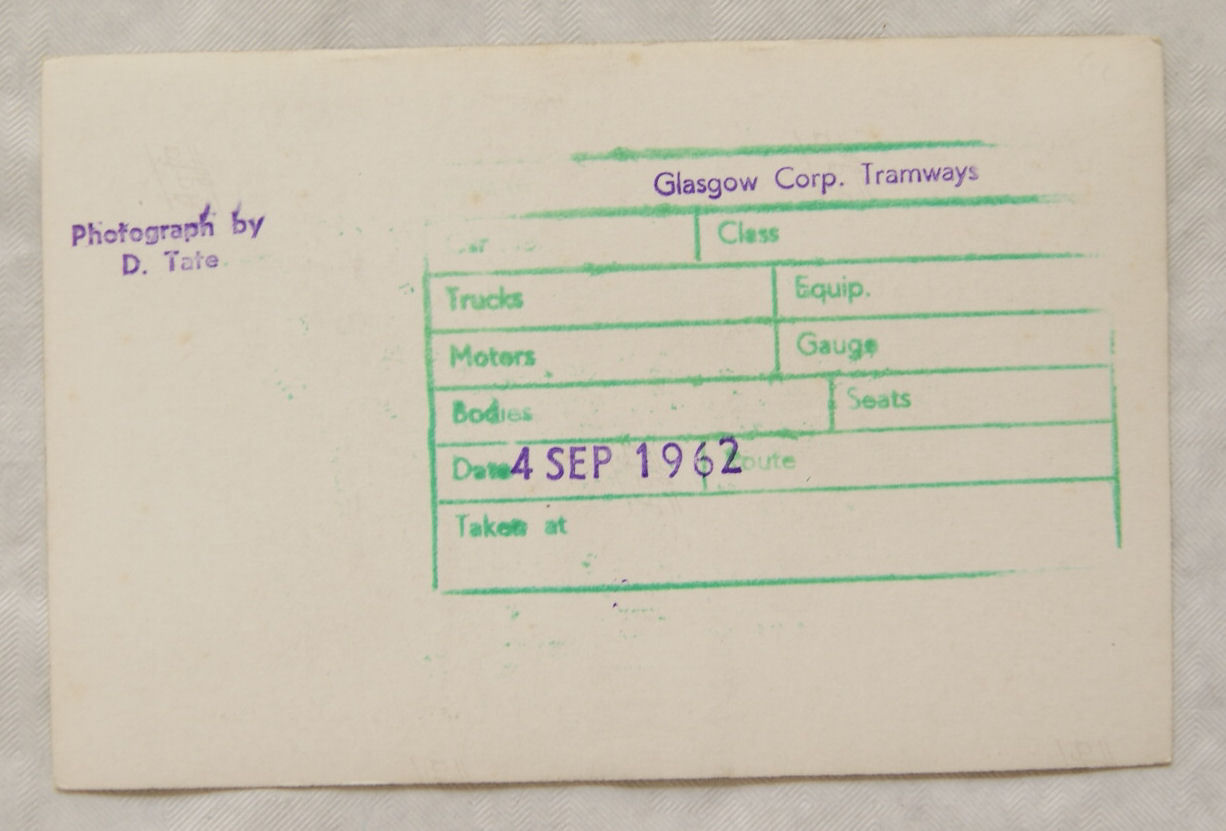 Glasgow Corp. Tramways
Photograph by
D. Tate
Class
Trucks Equip.
Motors Gauge
Bodies Seats
Date 4 SEP 1962 Route
Taken at